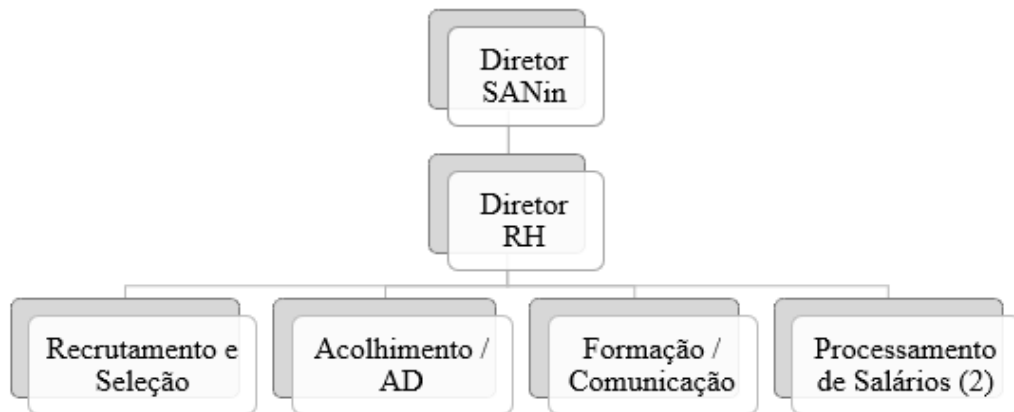 Diretor
SANin
Diretor
RH
Recrutamento e
Seleção
Acolhimento /
AD
Formação /
Comunicação
Processamento
de Salários (2)